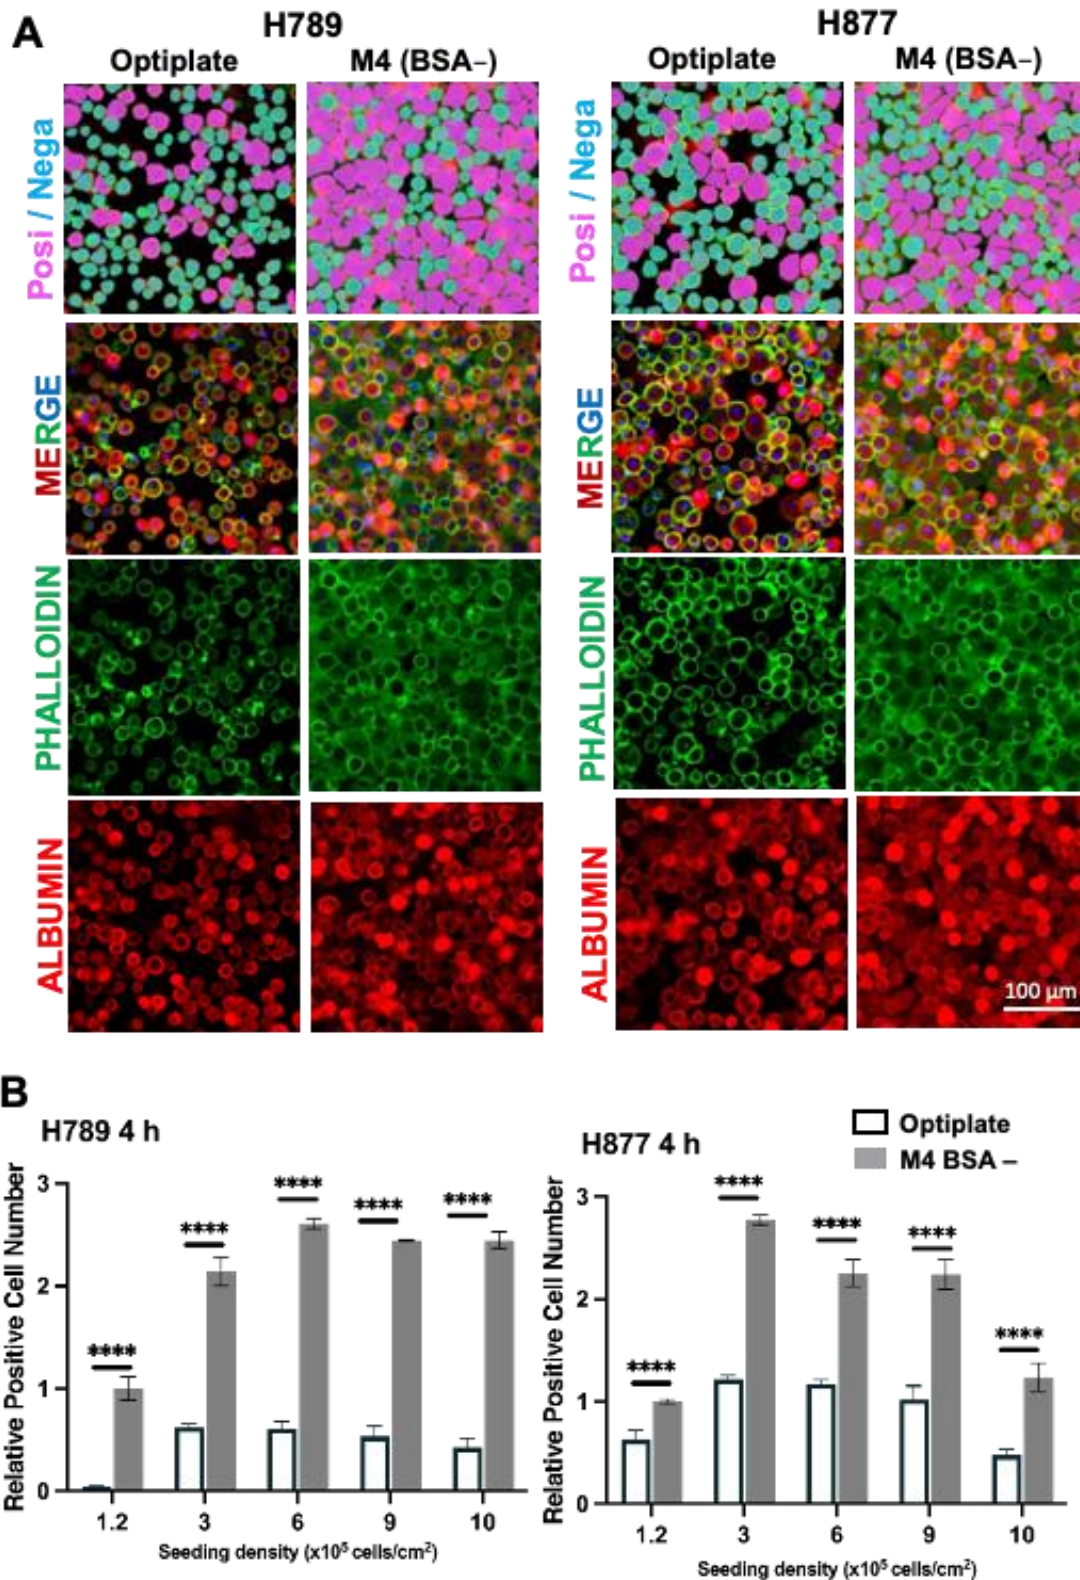 A
H789
H877
Optiplate
M4 (BSA–)
Optiplate
M4 (BSA–)
Posi / Nega
Posi / Nega
MERGE
MERGE
PHALLOIDIN
PHALLOIDIN
ALBUMIN
ALBUMIN
100 µm
B
H789 4 h
H877 4 h
Optiplate
M4 BSA –
Relative Positive Cell Number
3
2
1
0
****
****
****
****
****
1.2 3 6 9 10
Seeding density (x10⁵ cells/cm²)
Relative Positive Cell Number
3
2
1
0
****
****
****
****
****
1.2 3 6 9 10
Seeding density (x10⁵ cells/cm²)